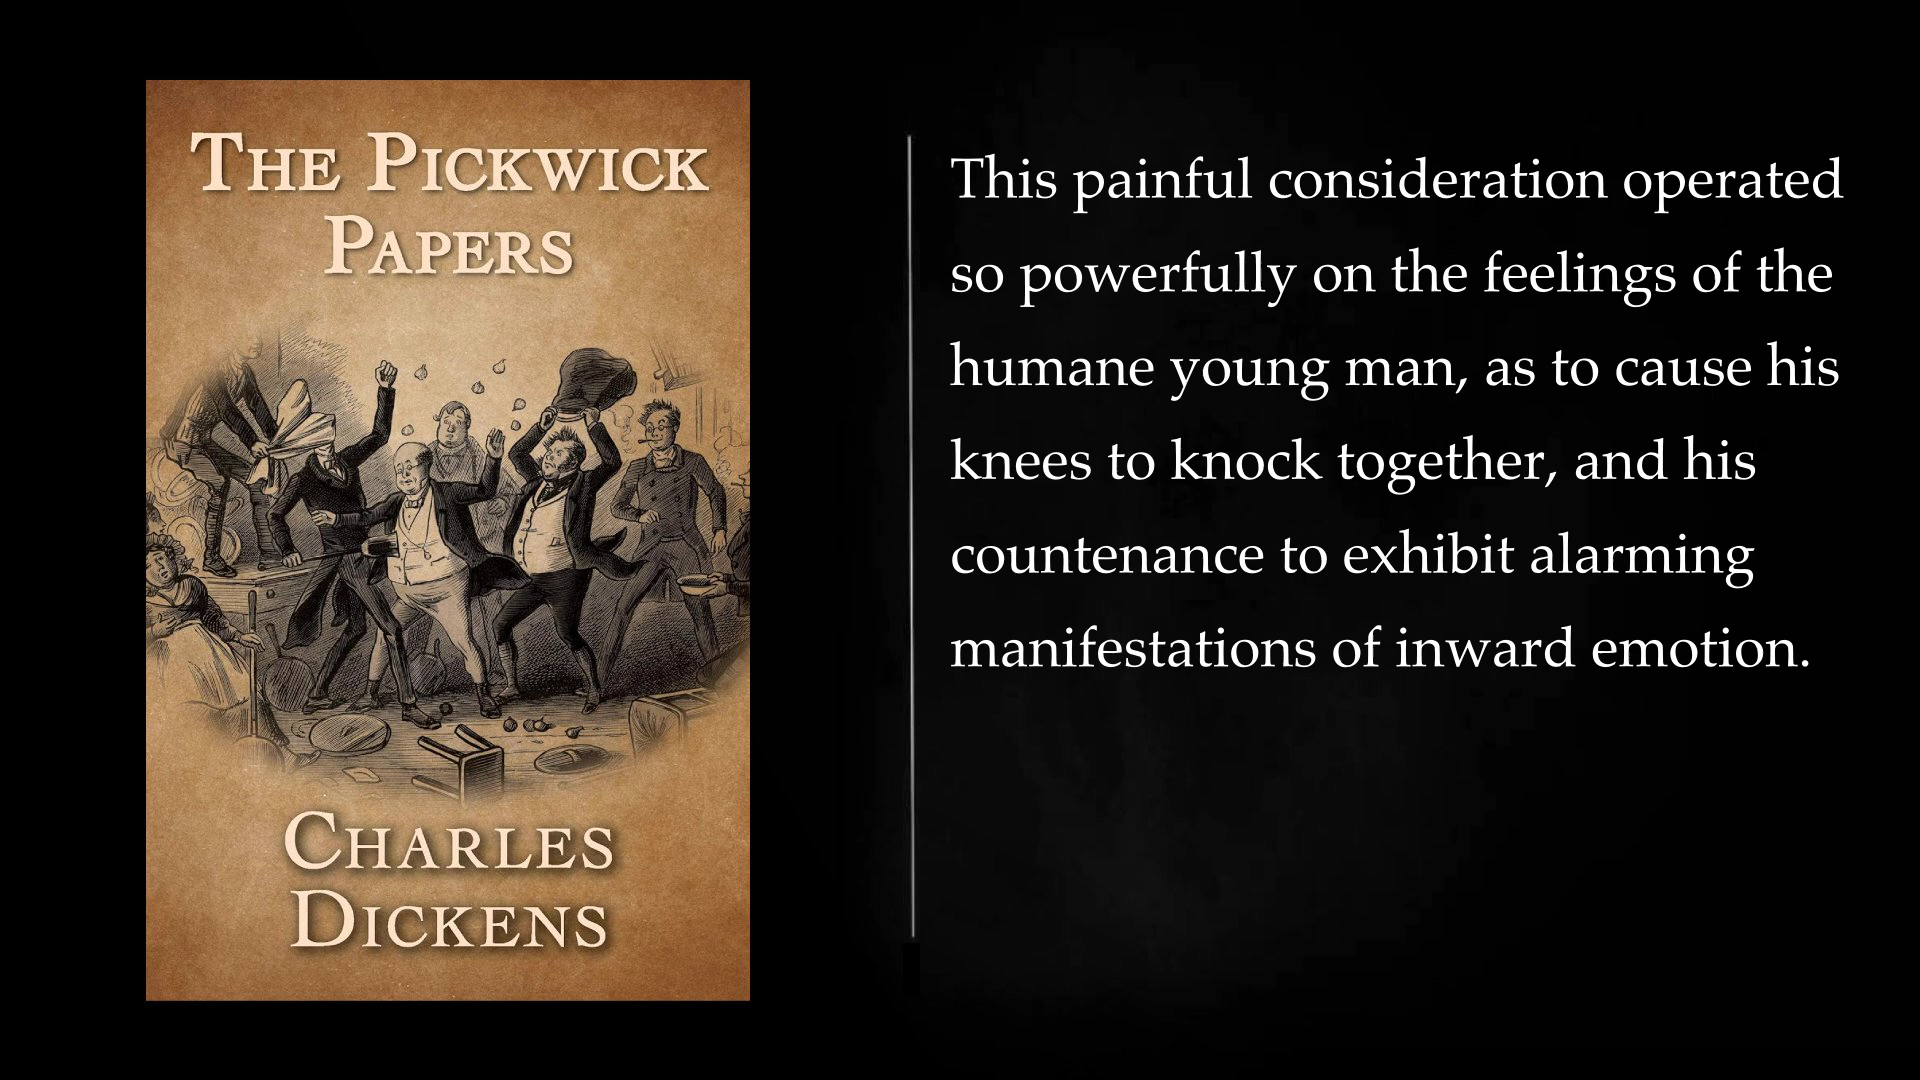 The Pickwick
Papers
Charles
Dickens
This painful consideration operated
so powerfully on the feelings of the
humane young man, as to cause his
knees to knock together, and his
countenance to exhibit alarming
manifestations of inward emotion.